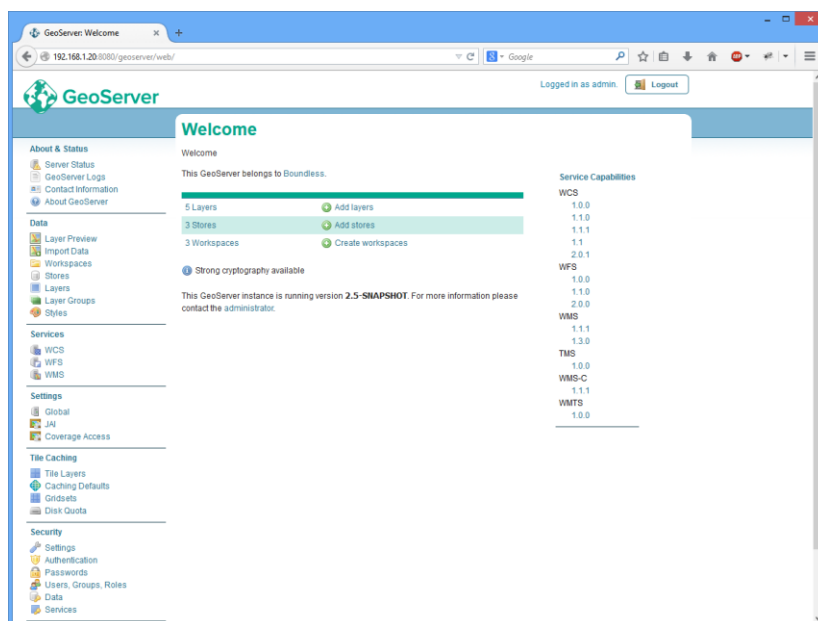 GeoServer: Welcome
192.168.1.20:8080/geoserver/web/
Google
GeoServer
Logged in as admin.
Logout
About & Status
Server Status
GeoServer Logs
Contact Information
About GeoServer
Data
Layer Preview
Import Data
Workspaces
Stores
Layers
Layer Groups
Styles
Services
WCS
WFS
WMS
Settings
Global
JAI
Coverage Access
Tile Caching
Tile Layers
Caching Defaults
Gridsets
Disk Quota
Security
Settings
Authentication
Passwords
Users, Groups, Roles
Data
Services
Welcome
Welcome
This GeoServer belongs to Boundless.
5 Layers Add layers
3 Stores Add stores
3 Workspaces Create workspaces
Strong cryptography available
This GeoServer instance is running version 2.5-SNAPSHOT. For more information please
contact the administrator.
Service Capabilities
WCS
1.0.0
1.1.0
1.1.1
1.1
2.0.1
WFS
1.0.0
1.1.0
2.0.0
WMS
1.1.1
1.3.0
TMS
1.0.0
WMS-C
1.1.1
WMTS
1.0.0